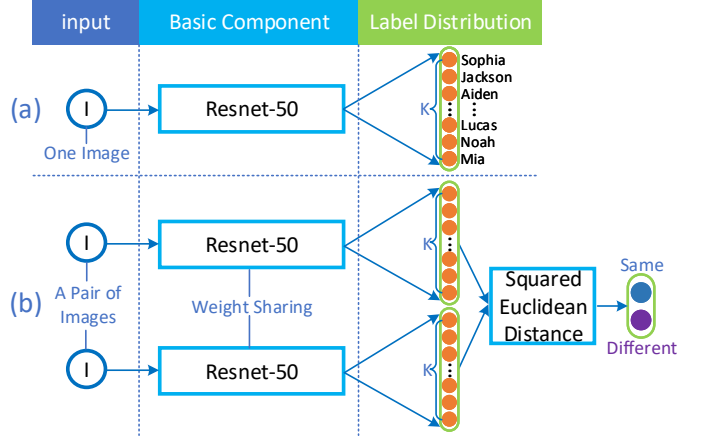 input
Basic Component
Label Distribution
(a)
I
One Image
Resnet-50
K
Sophia
Jackson
Aiden
Lucas
Noah
Mia
(b)
I
A Pair of
Images
I
Resnet-50
Weight Sharing
Resnet-50
K
K
Squared
Euclidean
Distance
Same
Different